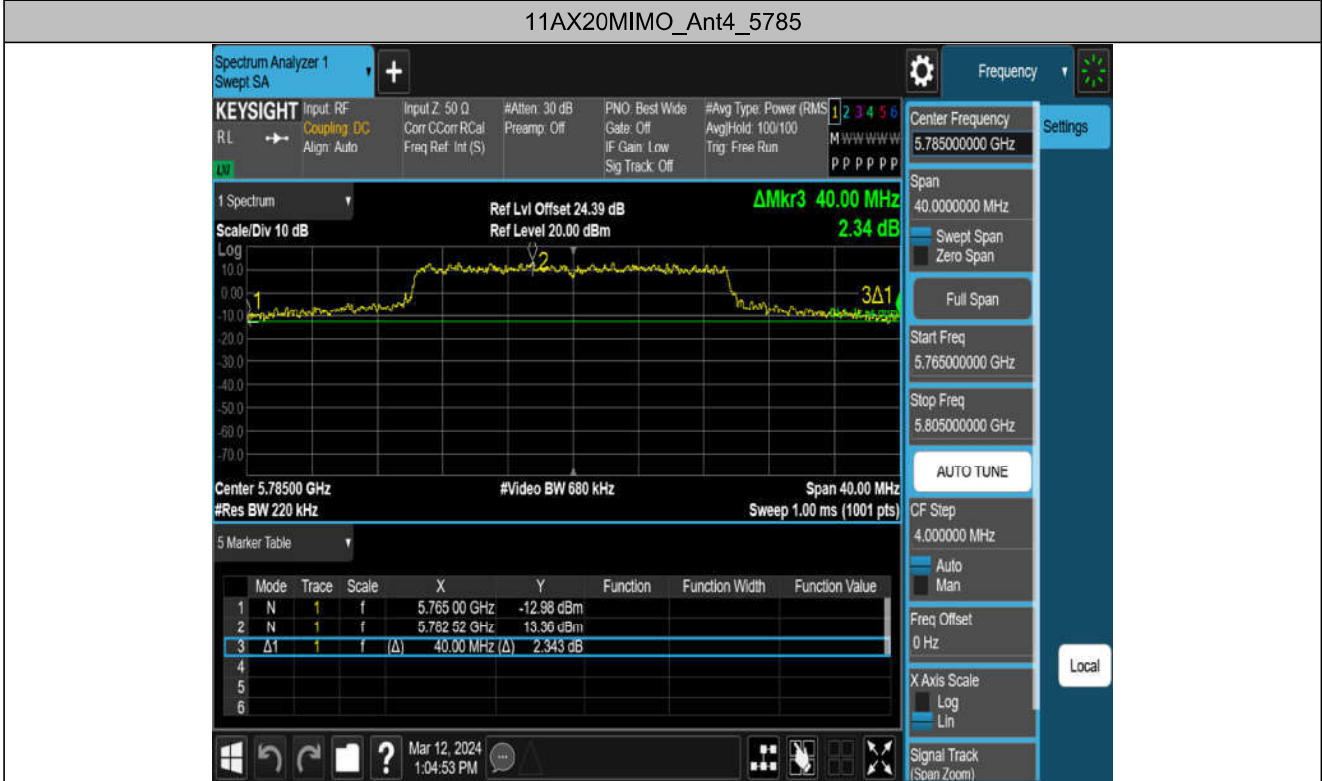 11AX20MIMO_Ant4_5785
Spectrum Analyzer 1
Swept SA
+
Frequency
KEYSIGHT
RL
Input: RF
Coupling: DC
Align: Auto
Input Z: 50 Ω
Corr CCorr RCal
Freq Ref: Int (S)
#Atten: 30 dB
Preamp: Off
PNO: Best Wide
Gate: Off
IF Gain: Low
Sig Track: Off
#Avg Type: Power (RMS
Avg|Hold: 100/100
Trig: Free Run
1 2 3 4 5 6
M W W W W W
P P P P P P
1 Spectrum
Scale/Div 10 dB
Ref Lvl Offset 24.39 dB
Ref Level 20.00 dBm
ΔMkr3 40.00 MHz
2.34 dB
Log
10.0
0.00
-10.0
-20.0
-30.0
-40.0
-50.0
-60.0
-70.0
1
2
3Δ1
Center 5.78500 GHz
#Res BW 220 kHz
#Video BW 680 kHz
Span 40.00 MHz
Sweep 1.00 ms (1001 pts)
5 Marker Table
Mode Trace Scale X Y Function Function Width Function Value
1 N 1 f 5.765 00 GHz -12.98 dBm
2 N 1 f 5.782 52 GHz 13.36 dBm
3 Δ1 1 f (Δ) 40.00 MHz (Δ) 2.343 dB
4
5
6
Mar 12, 2024
1:04:53 PM
Center Frequency
5.785000000 GHz
Settings
Span
40.0000000 MHz
Swept Span
Zero Span
Full Span
Start Freq
5.765000000 GHz
Stop Freq
5.805000000 GHz
AUTO TUNE
CF Step
4.000000 MHz
Auto
Man
Freq Offset
0 Hz
X Axis Scale
Log
Lin
Local
Signal Track
(Span Zoom)